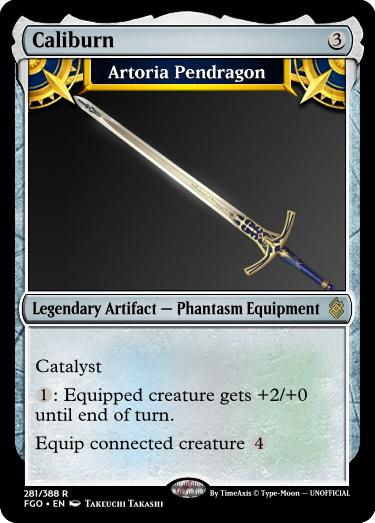 Caliburn 3
Artoria Pendragon
Legendary Artifact — Phantasm Equipment
Catalyst
1: Equipped creature gets +2/+0
until end of turn.
Equip connected creature 4
281/388 R
FGO • EN Takeuchi Takashi
By TimeAxis © Type-Moon — UNOFFICIAL